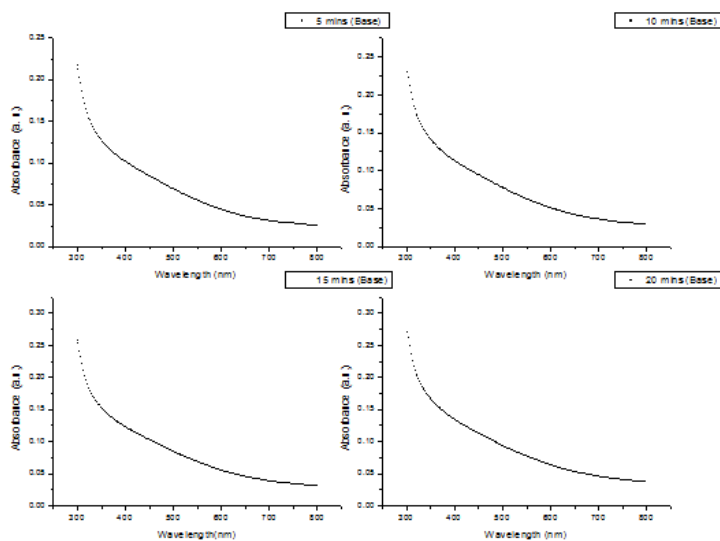 5 mins (Base)
10 mins (Base)
0.25
0.20
0.15
0.10
0.05
0.00
Absorbance (a.u.)
300 400 500 600 700 800
Wavelength (nm)
0.25
0.20
0.15
0.10
0.05
0.00
Absorbance (a.u.)
300 400 500 600 700 800
Wavelength (nm)
15 mins (Base)
20 mins (Base)
0.30
0.25
0.20
0.15
0.10
0.05
0.00
Absorbance (a.u.)
300 400 500 600 700 800
Wavelength(nm)
0.30
0.25
0.20
0.15
0.10
0.05
0.00
Absorbance (a.u.)
300 400 500 600 700 800
Wavelength (nm)